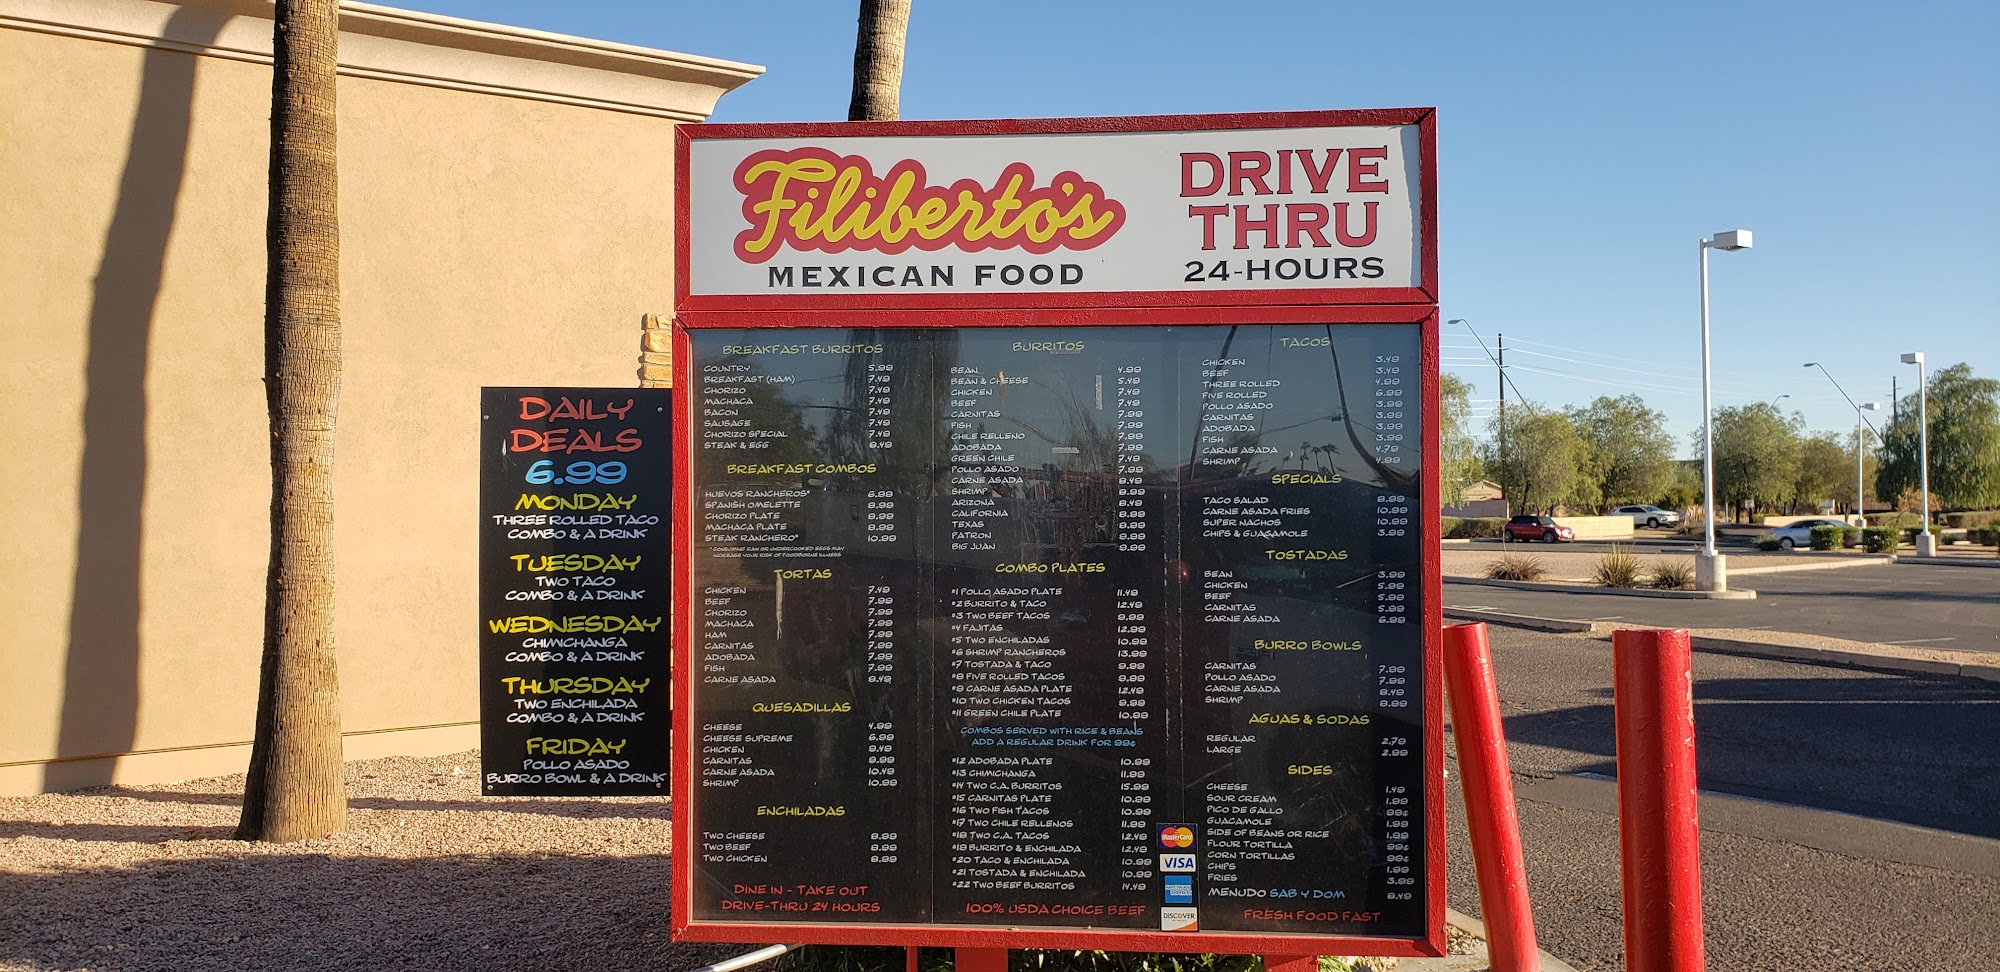 Filiberto's
MEXICAN FOOD
DRIVE
THRU
24-HOURS
DAILY
DEALS
6.99
MONDAY
THREE ROLLED TACO
COMBO & A DRINK
TUESDAY
TWO TACO
COMBO & A DRINK
WEDNESDAY
CHIMCHANGA
COMBO & A DRINK
THURSDAY
TWO ENCHILADA
COMBO & A DRINK
FRIDAY
POLLO ASADO
BURRO BOWL & A DRINK
BREAKFAST BURRITOS
COUNTRY 5.99
BREAKFAST (HAM) 7.49
CHORIZO 7.49
MACHACA 7.49
BACON 7.49
SAUSAGE 7.49
CHORIZO SPECIAL 7.49
STEAK & EGG 8.49
BREAKFAST COMBOS
HUEVOS RANCHEROS* 6.99
SPANISH OMELETTE 8.99
CHORIZO PLATE 8.99
MACHACA PLATE 8.99
STEAK RANCHERO* 10.99
*CONSUMING RAW OR UNDERCOOKED EGGS MAY
INCREASE YOUR RISK OF FOODBORNE ILLNESS
TORTAS
CHICKEN 7.49
BEEF 7.99
CHORIZO 7.99
MACHACA 7.99
HAM 7.99
CARNITAS 7.99
ADOBADA 7.99
FISH 7.99
CARNE ASADA 8.49
QUESADILLAS
CHEESE 4.99
CHEESE SUPREME 6.99
CHICKEN 9.49
CARNITAS 9.99
CARNE ASADA 10.49
SHRIMP 10.99
ENCHILADAS
TWO CHEESE 8.99
TWO BEEF 8.99
TWO CHICKEN 8.99
DINE IN - TAKE OUT
DRIVE-THRU 24 HOURS
BURRITOS
BEAN 4.99
BEAN & CHEESE 5.49
CHICKEN 7.49
BEEF 7.49
CARNITAS 7.99
FISH 7.99
CHILE RELLENO 7.99
ADOBADA 7.99
GREEN CHILE 7.49
POLLO ASADO 7.99
CARNE ASADA 8.49
SHRIMP 8.99
ARIZONA 8.49
CALIFORNIA 8.99
TEXAS 8.99
PATRON 8.99
BIG JUAN 9.99
COMBO PLATES
#1 POLLO ASADO PLATE 11.49
#2 BURRITO & TACO 12.49
#3 TWO BEEF TACOS 9.99
#4 FAJITAS 12.99
#5 TWO ENCHILADAS 10.99
#6 SHRIMP RANCHEROS 13.99
#7 TOSTADA & TACO 9.99
#8 FIVE ROLLED TACOS 9.99
#9 CARNE ASADA PLATE 12.49
#10 TWO CHICKEN TACOS 9.99
#11 GREEN CHILE PLATE 10.99
COMBOS SERVED WITH RICE & BEANS
ADD A REGULAR DRINK FOR 99¢
#12 ADOBADA PLATE 10.99
#13 CHIMICHANGA 11.99
#14 TWO C.A. BURRITOS 15.99
#15 CARNITAS PLATE 10.99
#16 TWO FISH TACOS 10.99
#17 TWO CHILE RELLENOS 11.99
#18 TWO C.A. TACOS 12.49
#19 BURRITO & ENCHILADA 12.49
#20 TACO & ENCHILADA 10.99
#21 TOSTADA & ENCHILADA 10.99
#22 TWO BEEF BURRITOS 14.49
100% USDA CHOICE BEEF
MasterCard
VISA
AMERICAN EXPRESS
DISCOVER
TACOS
CHICKEN 3.49
BEEF 3.49
THREE ROLLED 4.99
FIVE ROLLED 6.99
POLLO ASADO 3.99
CARNITAS 3.99
ADOBADA 3.99
FISH 3.99
CARNE ASADA 4.79
SHRIMP 4.99
SPECIALS
TACO SALAD 8.99
CARNE ASADA FRIES 10.99
SUPER NACHOS 10.99
CHIPS & GUAGAMOLE 3.99
TOSTADAS
BEAN 3.99
CHICKEN 5.99
BEEF 5.99
CARNITAS 5.99
CARNE ASADA 6.99
BURRO BOWLS
CARNITAS 7.99
POLLO ASADO 7.99
CARNE ASADA 8.49
SHRIMP 8.99
AGUAS & SODAS
REGULAR 2.79
LARGE 2.99
SIDES
CHEESE 1.49
SOUR CREAM 1.99
PICO DE GALLO 99¢
GUACAMOLE 1.99
SIDE OF BEANS OR RICE 1.99
FLOUR TORTILLA 99¢
CORN TORTILLAS 99¢
CHIPS 1.99
FRIES 3.99
MENUDO SAB Y DOM 8.49
FRESH FOOD FAST